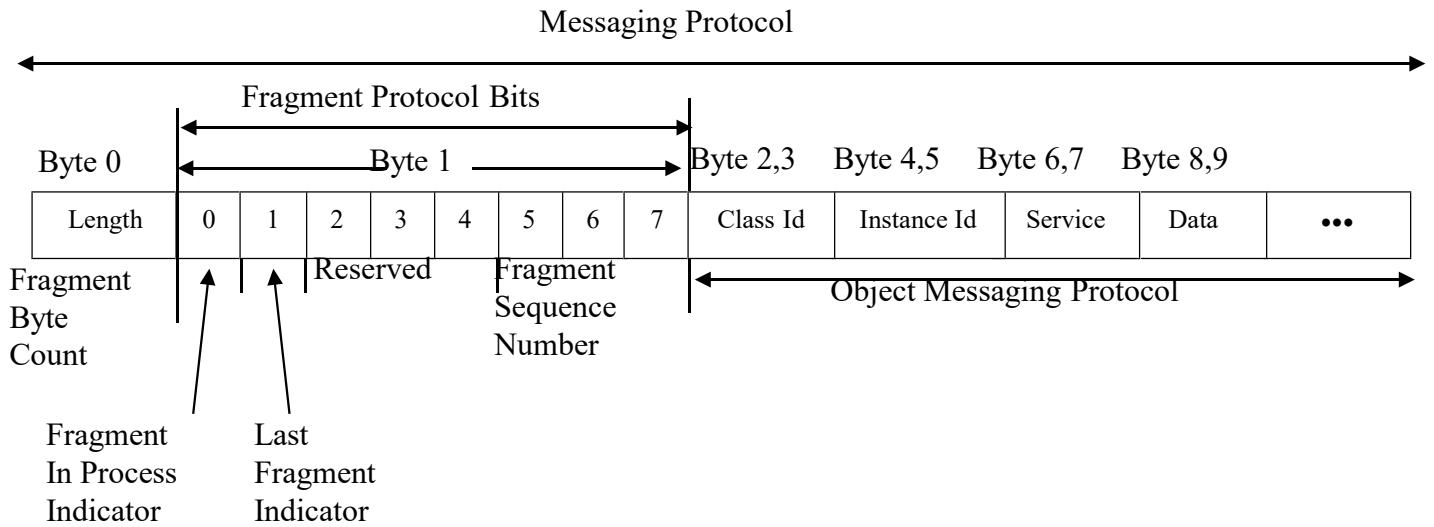 Messaging Protocol
Fragment Protocol Bits
Byte 0
Byte 1
Byte 2,3
Byte 4,5
Byte 6,7
Byte 8,9
Length
0
1
2
3
4
5
6
7
Class Id
Instance Id
Service
Data
•••
Fragment
Byte
Count
Reserved
Fragment
Sequence
Number
Object Messaging Protocol
Fragment
In Process
Indicator
Last
Fragment
Indicator